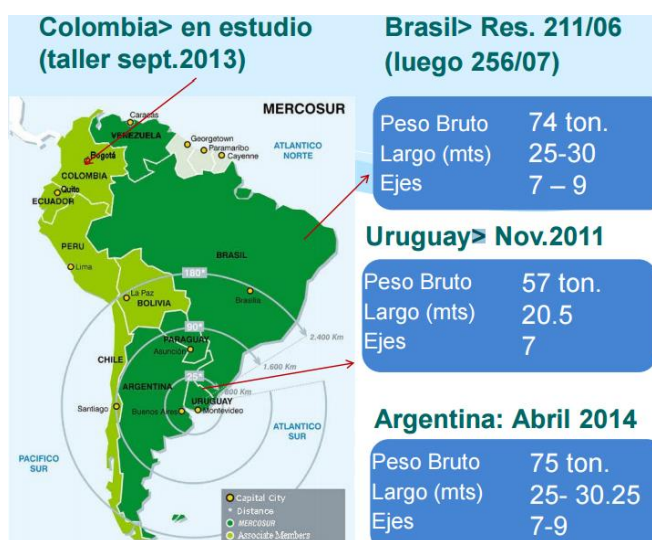 Colombia> en estudio
(taller sept.2013)
Brasil> Res. 211/06
(luego 256/07)
Peso Bruto 74 ton.
Largo (mts) 25-30
Ejes 7 – 9
Uruguay> Nov.2011
Peso Bruto 57 ton.
Largo (mts) 20.5
Ejes 7
Argentina: Abril 2014
Peso Bruto 75 ton.
Largo (mts) 25- 30.25
Ejes 7-9
MERCOSUR
Caracas
VENEZUELA
Georgetown
Paramaribo
Cayenne
ATLANTICO
NORTE
Bogotá
COLOMBIA
Quito
ECUADOR
PERU
Lima
BRASIL
180*
La Paz
BOLIVIA
Brasilia
90*
2.400 Km
PARAGUAY
Asunción
CHILE
1.600 Km
ARGENTINA
25*
600 Km
URUGUAY
Santiago
Buenos Aires
Montevideo
ATLANTICO
SUR
PACIFICO
SUR
Capital City
Distance
MERCOSUR
Associate Members